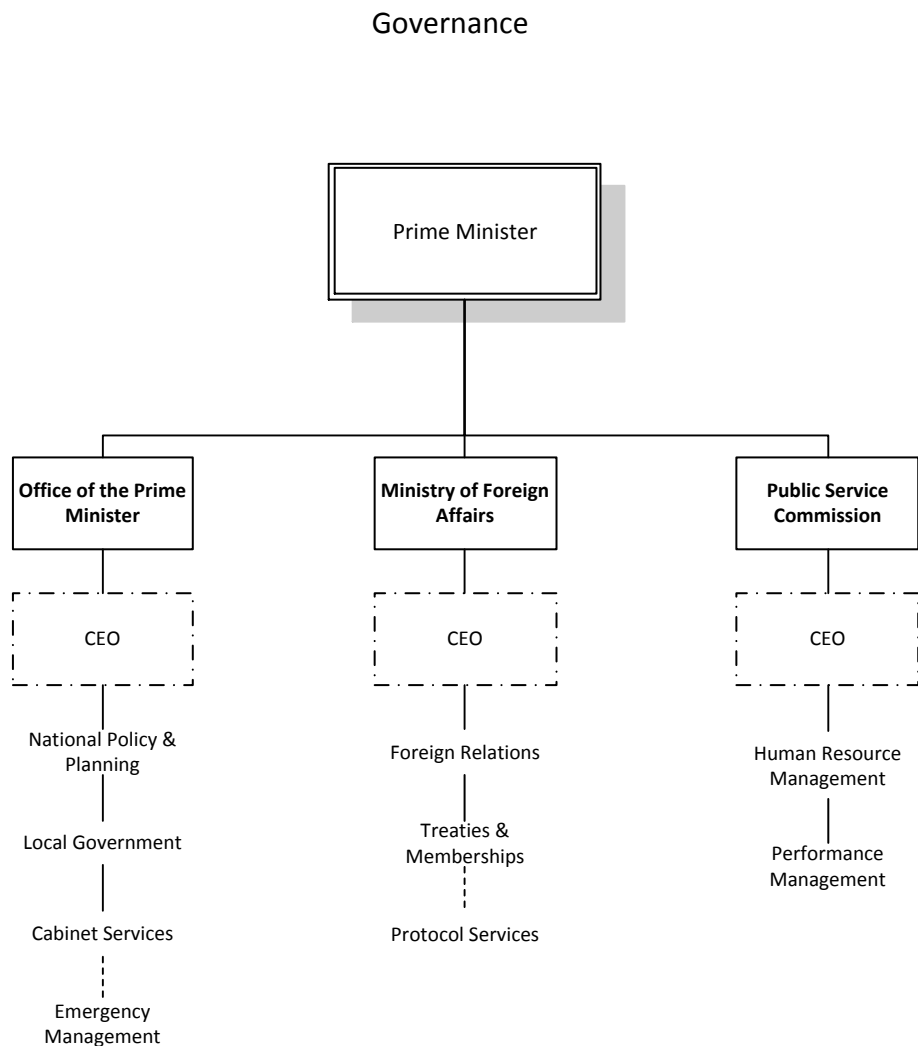 Governance
Prime Minister
Office of the Prime
Minister
Ministry of Foreign
Affairs
Public Service
Commission
CEO
CEO
CEO
National Policy &
Planning
Foreign Relations
Human Resource
Management
Local Government
Treaties &
Memberships
Performance
Management
Cabinet Services
Protocol Services
Emergency
Management